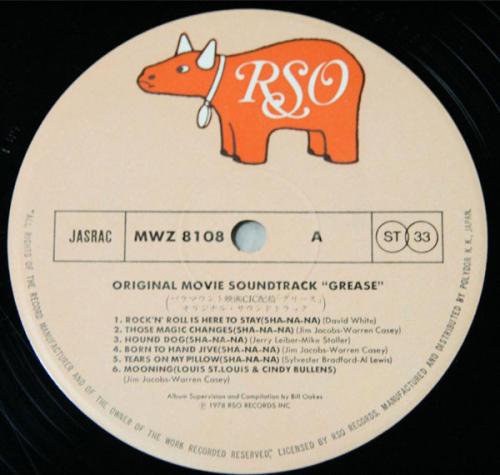 RSO
JASRAC
MWZ 8108
A
ST 33
ORIGINAL MOVIE SOUNDTRACK "GREASE"
(パラマウント映画CIC配給「グリース」
オリジナル・サウンドトラック)
1. ROCK'N' ROLL IS HERE TO STAY(SHA-NA-NA) (David White)
2. THOSE MAGIC CHANGES(SHA-NA-NA) (Jim Jacobs-Warren Casey)
3. HOUND DOG(SHA-NA-NA) (Jerry Leiber-Mike Stoller)
4. BORN TO HAND JIVE(SHA-NA-NA) (Jim Jacobs-Warren Casey)
5. TEARS ON MY PILLOW(SHA-NA-NA) (Sylvester Bradford-Al Lewis)
6. MOONING(LOUIS ST.LOUIS & CINDY BULLENS)
(Jim Jacobs-Warren Casey)
Album Supervision and Compilation by Bill Oakes
℗1978 RSO RECORDS INC
"ALL RIGHTS OF THE RECORD MANUFACTURER AND OF THE OWNER OF THE WORK RECORDED RESERVED," LICENSED BY RSO RECORDS. MANUFACTURED AND DISTRIBUTED BY POLYDOR K.K., JAPAN.